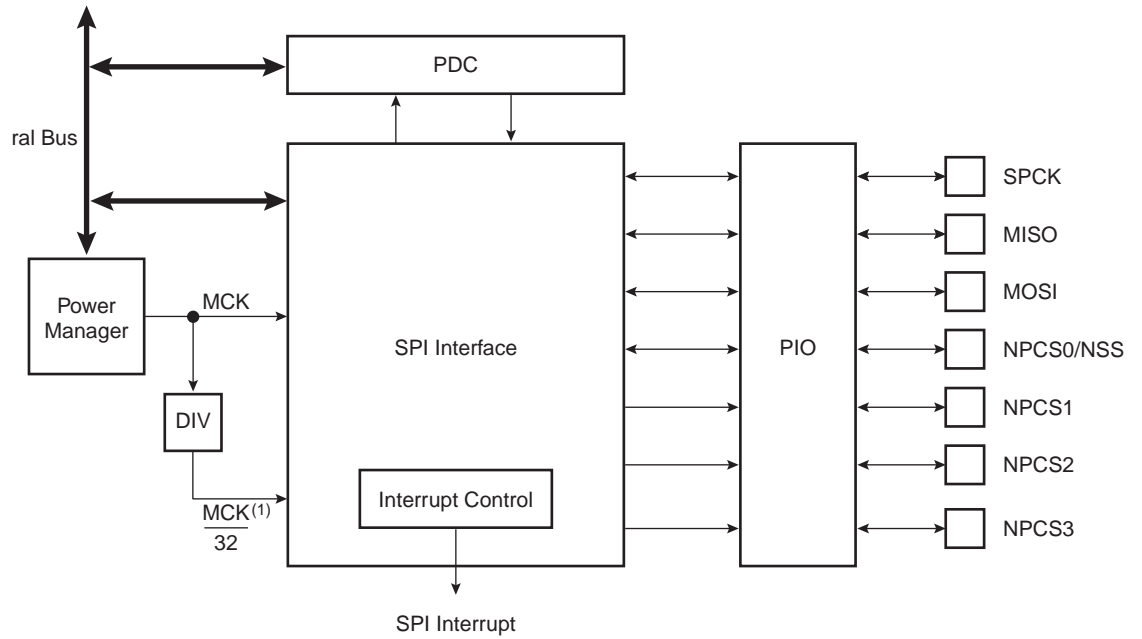 PDC
ral Bus
SPCK
MISO
MCK
MOSI
Power
Manager
SPI Interface
PIO
NPCS0/NSS
DIV
NPCS1
NPCS2
Interrupt Control
MCK(1)
32
NPCS3
SPI Interrupt